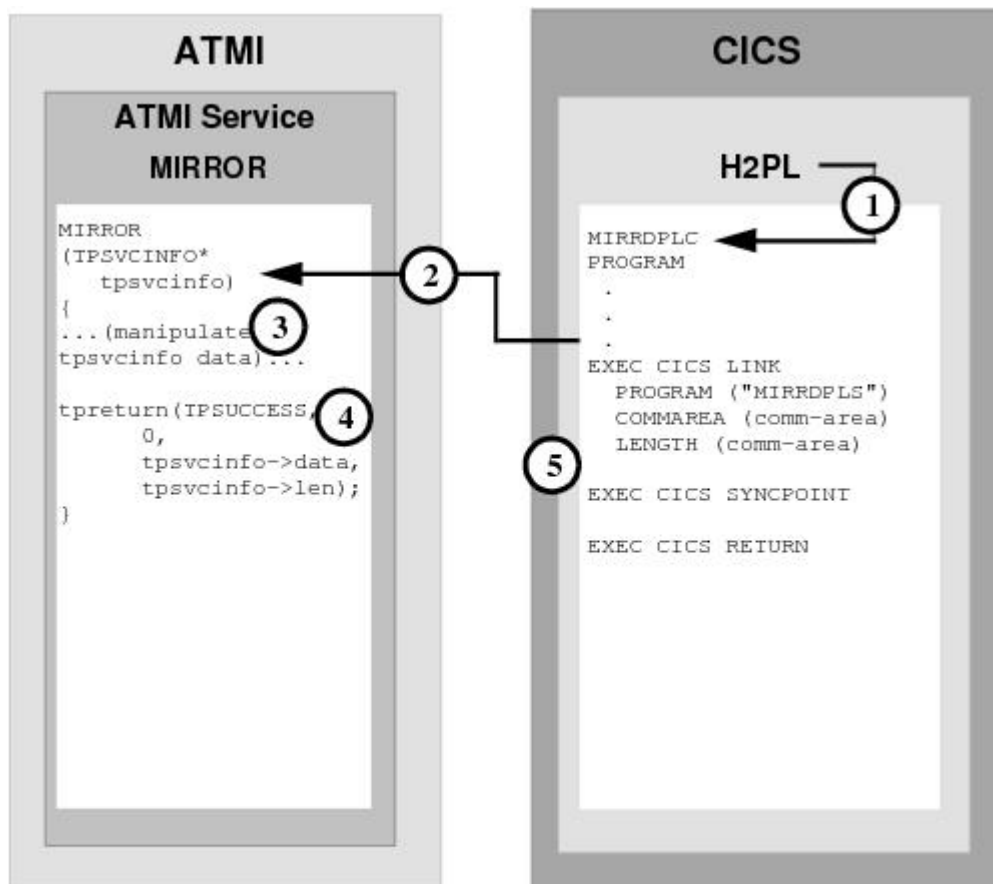 ATMI
ATMI Service
MIRROR
MIRROR
(TPSVCINFO*
tpsvcinfo)
{
...(manipulate
tpsvcinfo data)...
tpreturn(TPSUCCESS,
0,
tpsvcinfo->data,
tpsvcinfo->len);
}
2
3
4
CICS
H2PL
1
MIRRDPLC
PROGRAM
.
.
.
EXEC CICS LINK
PROGRAM ("MIRRDPLS")
COMMAREA (comm-area)
LENGTH (comm-area)
5
EXEC CICS SYNCPOINT
EXEC CICS RETURN